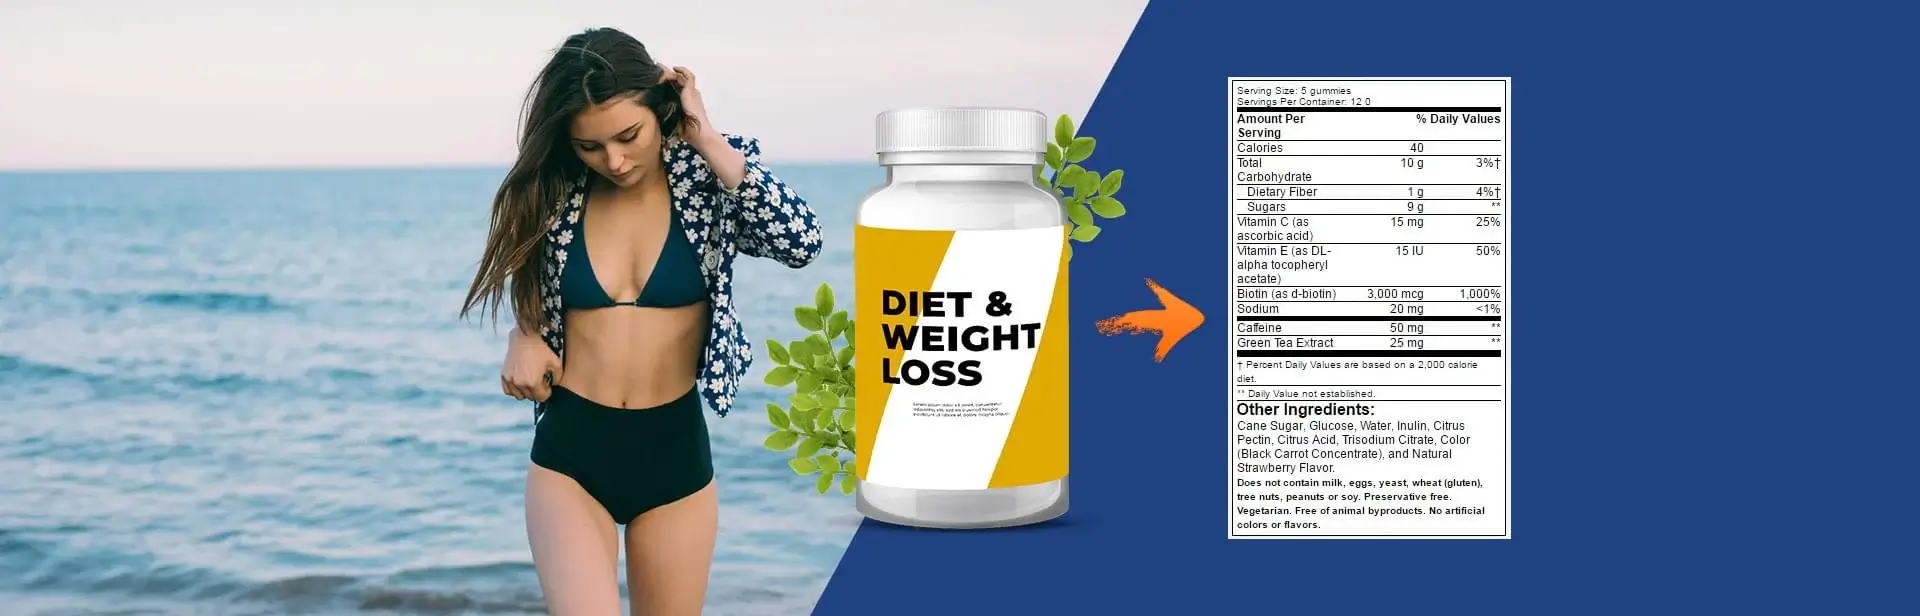 DIET &
WEIGHT
LOSS
Serving Size: 5 gummies
Servings Per Container: 12 0
Amount Per Serving % Daily Values
Calories 40
Total Carbohydrate 10 g 3%†
Dietary Fiber 1 g 4%†
Sugars 9 g **
Vitamin C (as ascorbic acid) 15 mg 25%
Vitamin E (as DL-alpha tocopheryl acetate) 15 IU 50%
Biotin (as d-biotin) 3,000 mcg 1,000%
Sodium 20 mg <1%
Caffeine 50 mg **
Green Tea Extract 25 mg **
† Percent Daily Values are based on a 2,000 calorie
diet.
** Daily Value not established.
Other Ingredients:
Cane Sugar, Glucose, Water, Inulin, Citrus
Pectin, Citrus Acid, Trisodium Citrate, Color
(Black Carrot Concentrate), and Natural
Strawberry Flavor.
Does not contain milk, eggs, yeast, wheat (gluten),
tree nuts, peanuts or soy. Preservative free.
Vegetarian. Free of animal byproducts. No artificial
colors or flavors.